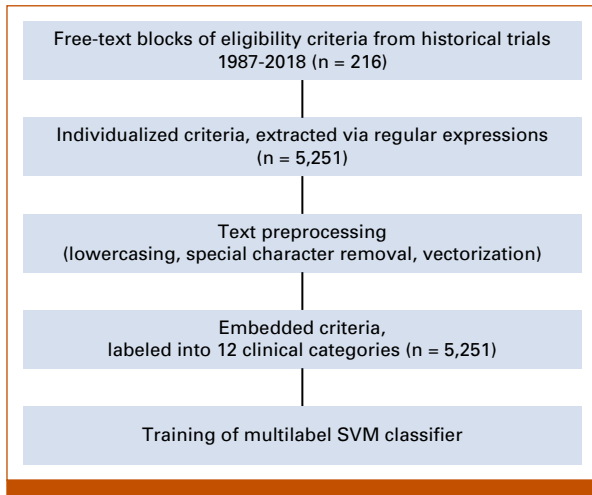 Free-text blocks of eligibility criteria from historical trials
1987-2018 (n = 216)
Individualized criteria, extracted via regular expressions
(n = 5,251)
Text preprocessing
(lowercasing, special character removal, vectorization)
Embedded criteria,
labeled into 12 clinical categories (n = 5,251)
Training of multilabel SVM classifier